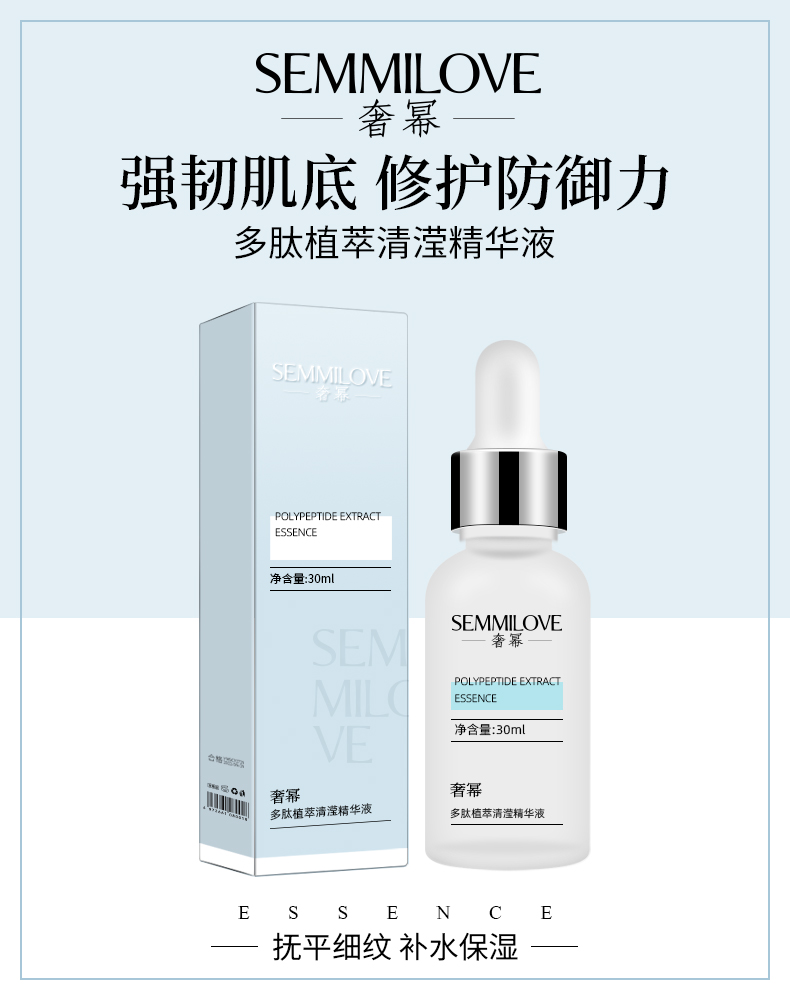 SEMMILOVE
奢幂
强韧肌底 修护防御力
多肽植萃清滢精华液
SEMMILOVE
奢幂
POLYPEPTIDE EXTRACT
ESSENCE
净含量:30ml
SEM
MILO
VE
奢幂
多肽植萃清滢精华液
SEMMILOVE
奢幂
POLYPEPTIDE EXTRACT
ESSENCE
净含量:30ml
奢幂
多肽植萃清滢精华液
ESSENCE
抚平细纹 补水保湿